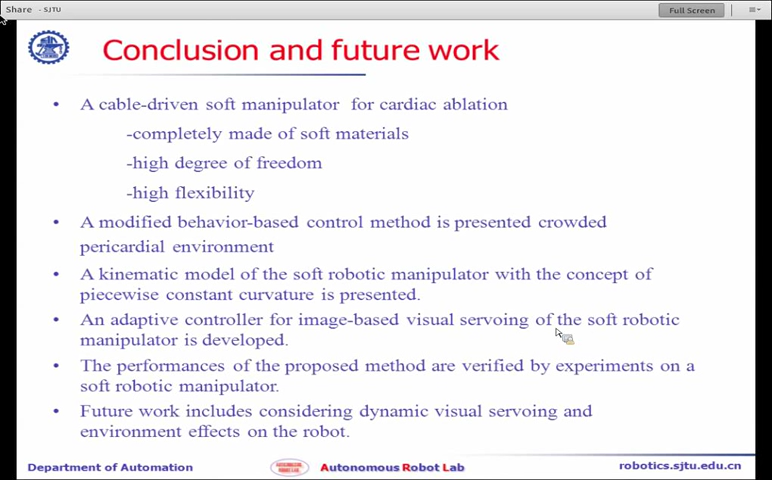 Share - SJTU
Full Screen
Conclusion and future work
• A cable-driven soft manipulator for cardiac ablation
-completely made of soft materials
-high degree of freedom
-high flexibility
• A modified behavior-based control method is presented crowded
pericardial environment
• A kinematic model of the soft robotic manipulator with the concept of
piecewise constant curvature is presented.
• An adaptive controller for image-based visual servoing of the soft robotic
manipulator is developed.
• The performances of the proposed method are verified by experiments on a
soft robotic manipulator.
• Future work includes considering dynamic visual servoing and
environment effects on the robot.
Department of Automation
Autonomous Robot Lab
robotics.sjtu.edu.cn